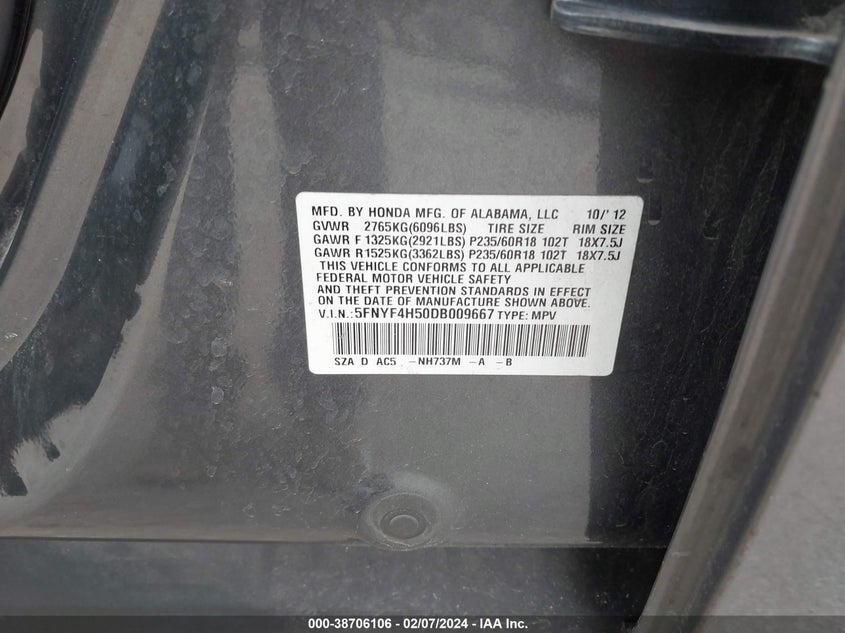 MFD. BY HONDA MFG. OF ALABAMA, LLC 10/'12
GVWR 2765KG(6096LBS) TIRE SIZE RIM SIZE
GAWR F 1325KG(2921LBS) P235/60R18 102T 18X7.5J
GAWR R1525KG(3362LBS) P235/60R18 102T 18X7.5J
THIS VEHICLE CONFORMS TO ALL APPLICABLE
FEDERAL MOTOR VEHICLE SAFETY
AND THEFT PREVENTION STANDARDS IN EFFECT
ON THE DATE OF MANUFACTURE SHOWN ABOVE.
V.I.N.:5FNYF4H50DB009667 TYPE: MPV
SZA D AC5 -NH737M -A -B
000-38706106 - 02/07/2024 - IAA Inc.